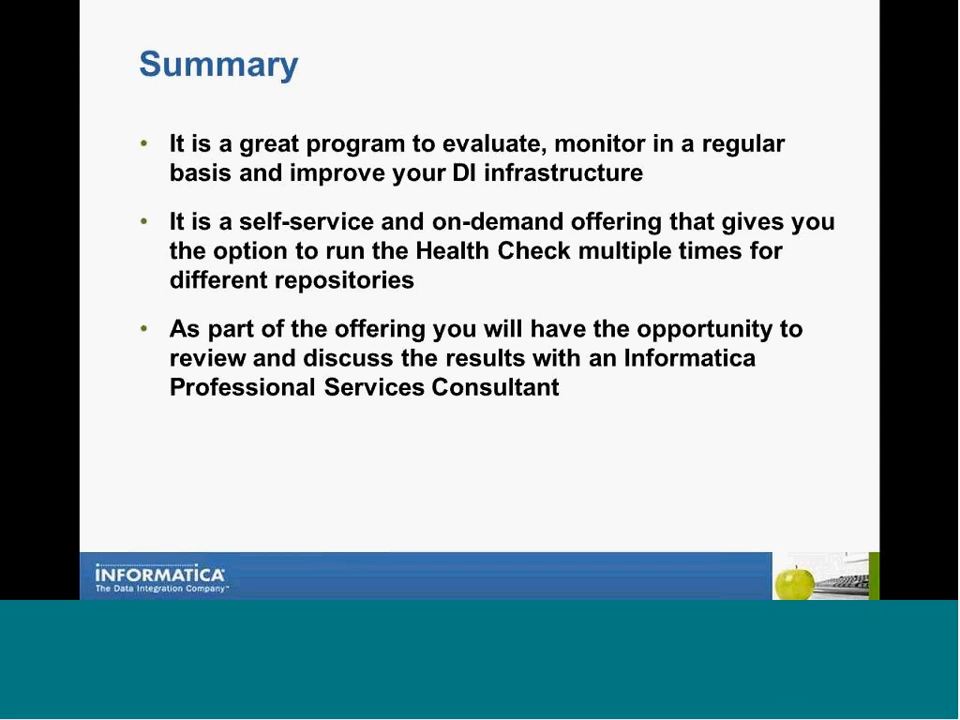 Summary
• It is a great program to evaluate, monitor in a regular
basis and improve your DI infrastructure
• It is a self-service and on-demand offering that gives you
the option to run the Health Check multiple times for
different repositories
• As part of the offering you will have the opportunity to
review and discuss the results with an Informatica
Professional Services Consultant
INFORMATICA
The Data Integration Company™